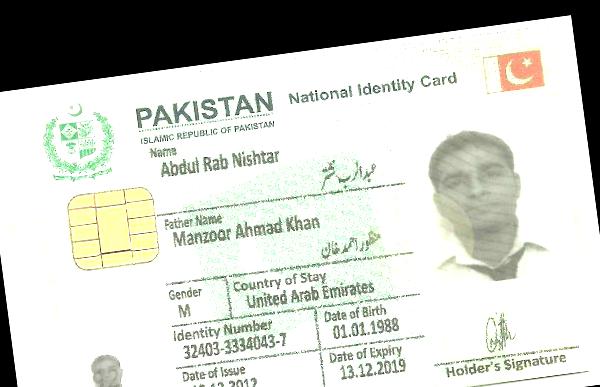 PAKISTAN National Identity Card
ISLAMIC REPUBLIC OF PAKISTAN
Name
Abdul Rab Nishtar
عبدالرب نشتر
Father Name
Manzoor Ahmad Khan
منظور احمد خان
Gender Country of Stay
M United Arab Emirates
Identity Number Date of Birth
32403-3334043-7 01.01.1988
Date of Issue Date of Expiry
13.12.2019
Holder's Signature